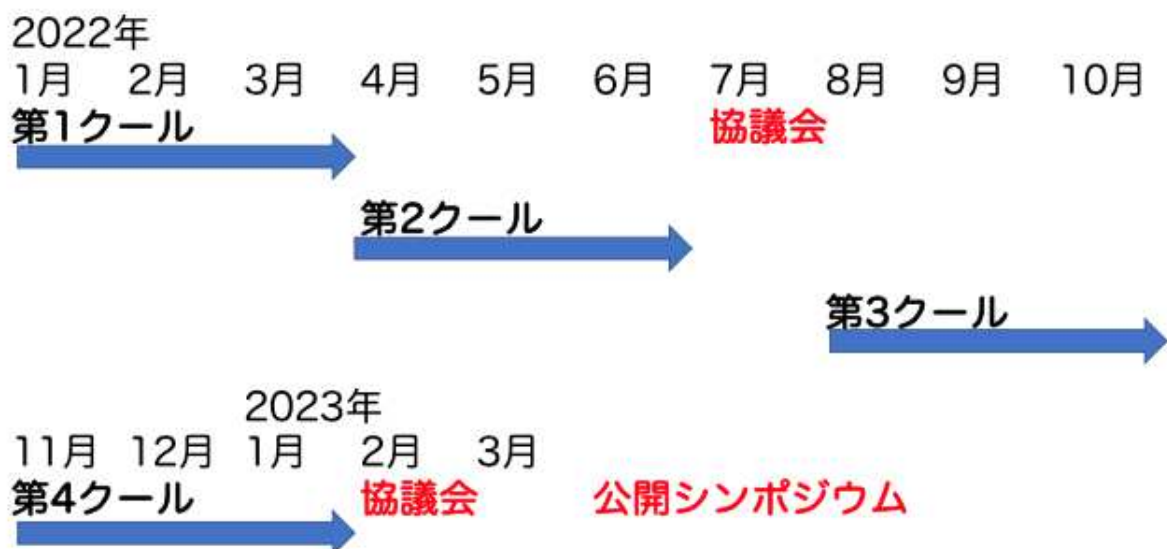 2022年
1月 2月 3月 4月 5月 6月 7月 8月 9月 10月
第1クール 協議会
第2クール
第3クール
2023年
11月 12月 1月 2月 3月
第4クール 協議会 公開シンポジウム